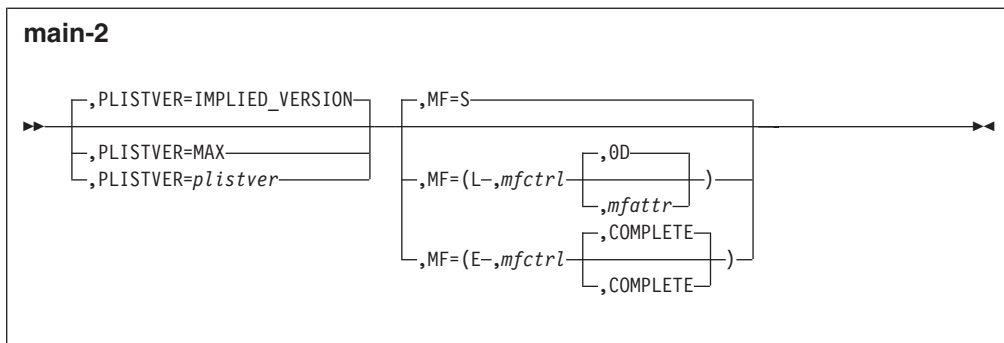 main-2
,PLISTVER=IMPLIED_VERSION
,MF=S
,PLISTVER=MAX
,PLISTVER=plistver
,0D
,MF=(L ,mfctrl )
,mfattr
,COMPLETE
,MF=(E ,mfctrl )
,COMPLETE